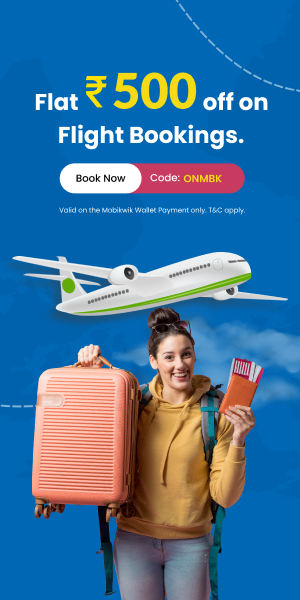 Flat ₹500 off on
Flight Bookings.
Book Now Code: ONMBK
Valid on the Mobikwik Wallet Payment only. T&C apply.